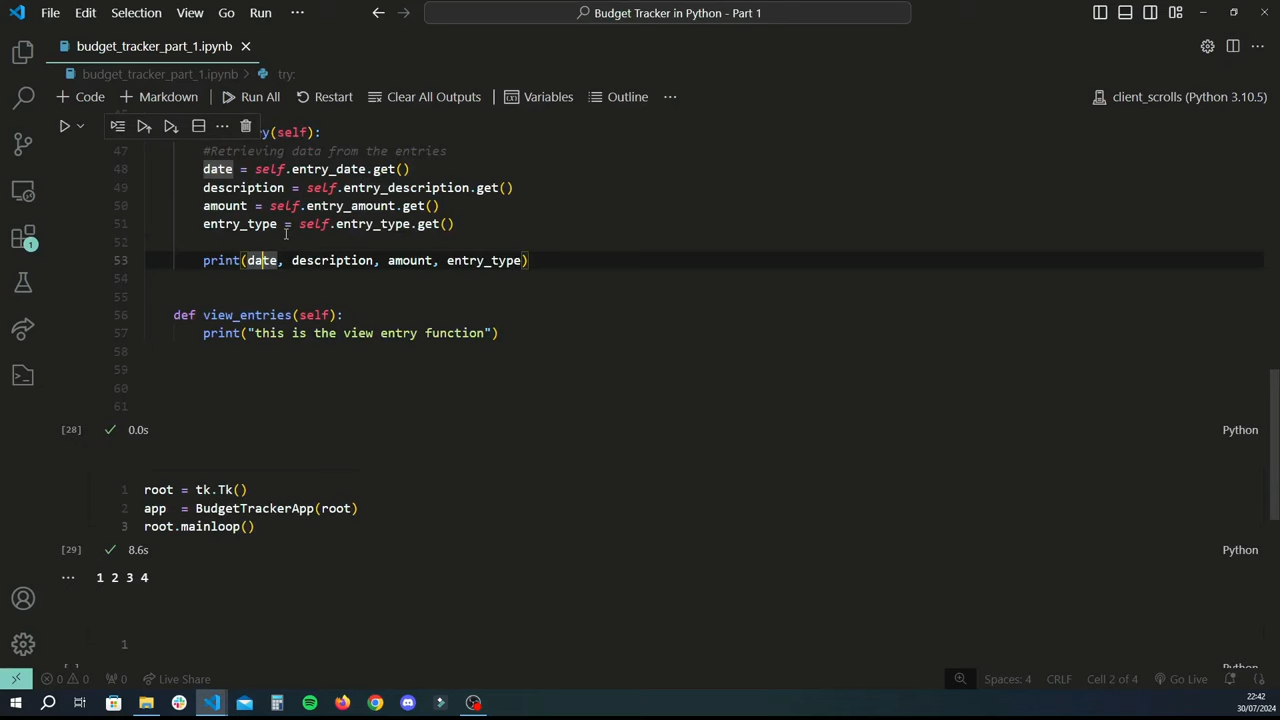 File Edit Selection View Go Run ··· Budget Tracker in Python - Part 1
budget_tracker_part_1.ipynb
budget_tracker_part_1.ipynb > try:
+ Code + Markdown Run All Restart Clear All Outputs Variables Outline ··· client_scrolls (Python 3.10.5)
y(self):
47 #Retrieving data from the entries
48 date = self.entry_date.get()
49 description = self.entry_description.get()
50 amount = self.entry_amount.get()
51 entry_type = self.entry_type.get()
52
53 print(date, description, amount, entry_type)
54
55
56 def view_entries(self):
57 print("this is the view entry function")
58
59
60
61
[28] 0.0s Python
1 root = tk.Tk()
2 app = BudgetTrackerApp(root)
3 root.mainloop()
[29] 8.6s Python
··· 1 2 3 4
1
Python
0 0 0 Live Share Spaces: 4 CRLF Cell 2 of 4 Go Live
22:42
30/07/2024